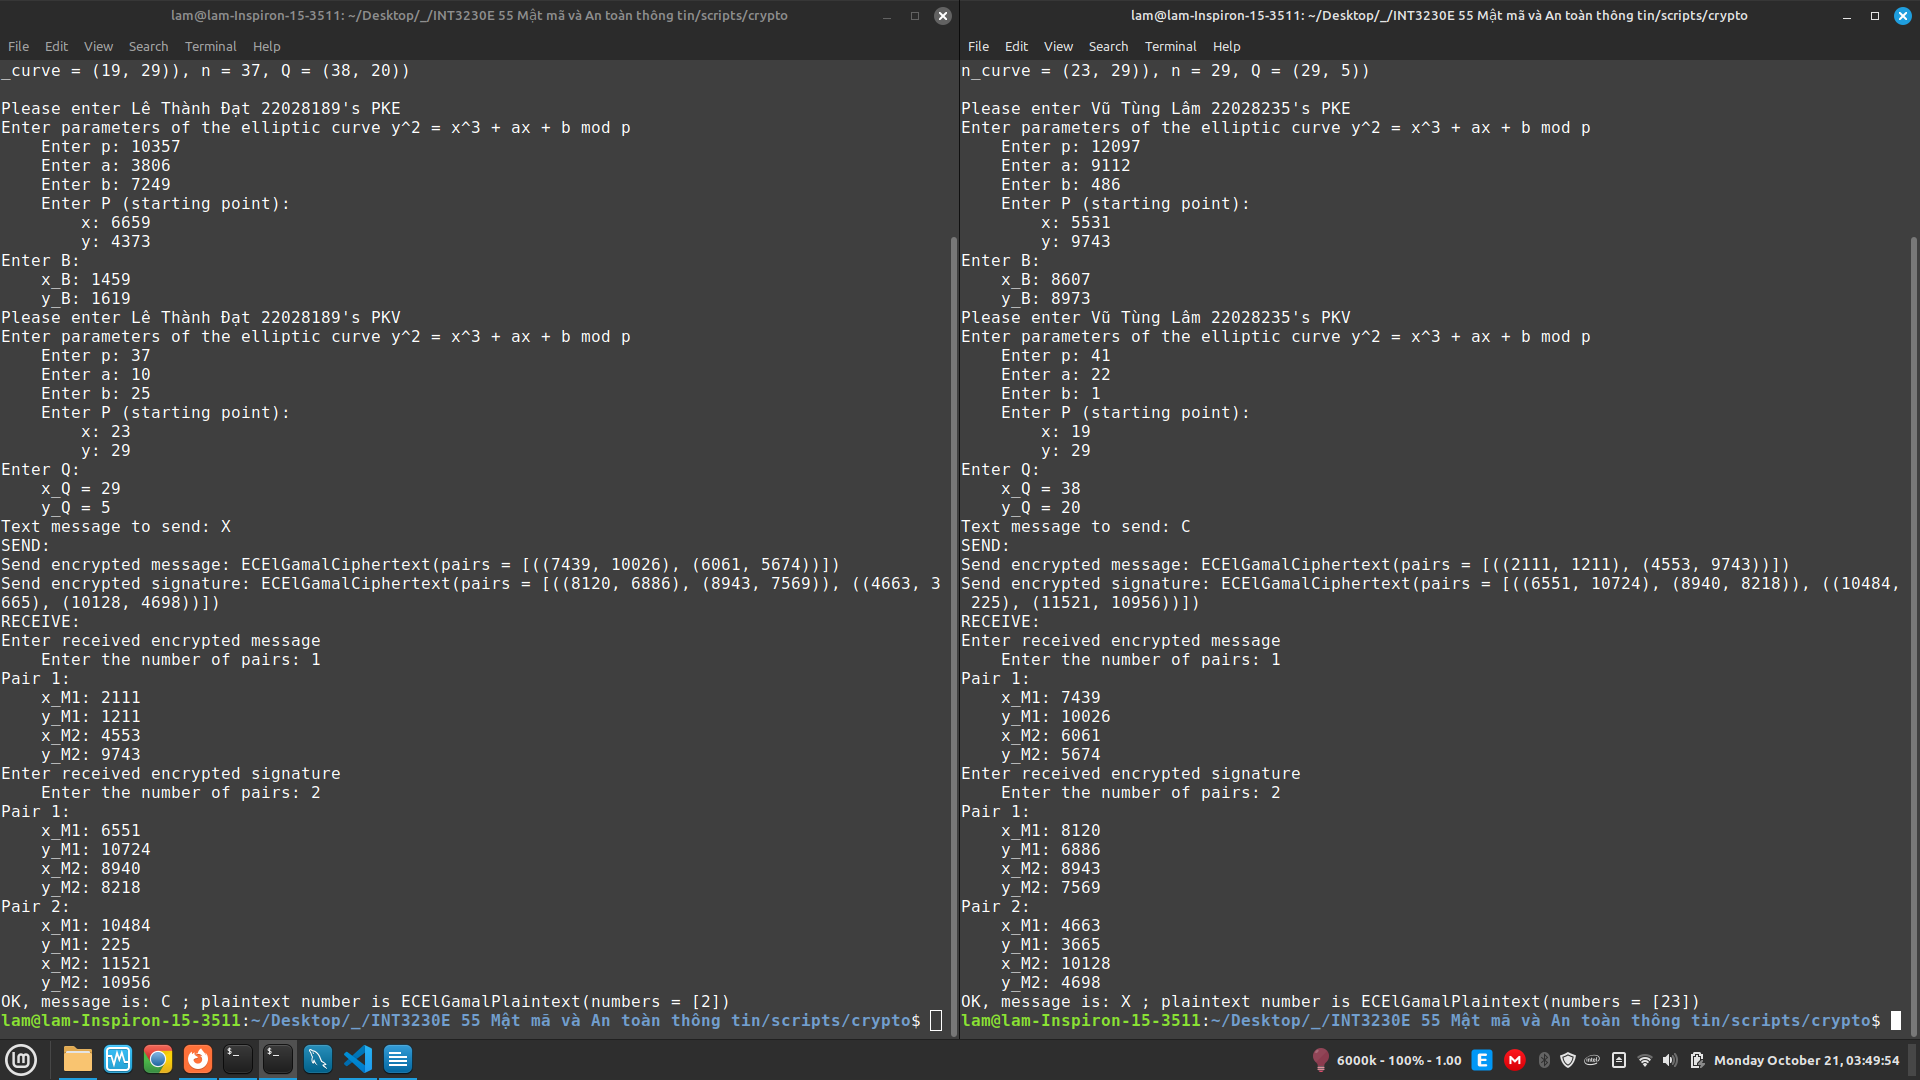 lam@lam-Inspiron-15-3511: ~/Desktop/_/INT3230E 55 Mật mã và An toàn thông tin/scripts/crypto
File Edit View Search Terminal Help
_curve = (19, 29)), n = 37, Q = (38, 20))
Please enter Lê Thành Đạt 22028189's PKE
Enter parameters of the elliptic curve y^2 = x^3 + ax + b mod p
Enter p: 10357
Enter a: 3806
Enter b: 7249
Enter P (starting point):
x: 6659
y: 4373
Enter B:
x_B: 1459
y_B: 1619
Please enter Lê Thành Đạt 22028189's PKV
Enter parameters of the elliptic curve y^2 = x^3 + ax + b mod p
Enter p: 37
Enter a: 10
Enter b: 25
Enter P (starting point):
x: 23
y: 29
Enter Q:
x_Q = 29
y_Q = 5
Text message to send: X
SEND:
Send encrypted message: ECElGamalCiphertext(pairs = [((7439, 10026), (6061, 5674))])
Send encrypted signature: ECElGamalCiphertext(pairs = [((8120, 6886), (8943, 7569)), ((4663, 3
665), (10128, 4698))])
RECEIVE:
Enter received encrypted message
Enter the number of pairs: 1
Pair 1:
x_M1: 2111
y_M1: 1211
x_M2: 4553
y_M2: 9743
Enter received encrypted signature
Enter the number of pairs: 2
Pair 1:
x_M1: 6551
y_M1: 10724
x_M2: 8940
y_M2: 8218
Pair 2:
x_M1: 10484
y_M1: 225
x_M2: 11521
y_M2: 10956
OK, message is: C ; plaintext number is ECElGamalPlaintext(numbers = [2])
lam@lam-Inspiron-15-3511:~/Desktop/_/INT3230E 55 Mật mã và An toàn thông tin/scripts/crypto$
lam@lam-Inspiron-15-3511: ~/Desktop/_/INT3230E 55 Mật mã và An toàn thông tin/scripts/crypto
File Edit View Search Terminal Help
n_curve = (23, 29)), n = 29, Q = (29, 5))
Please enter Vũ Tùng Lâm 22028235's PKE
Enter parameters of the elliptic curve y^2 = x^3 + ax + b mod p
Enter p: 12097
Enter a: 9112
Enter b: 486
Enter P (starting point):
x: 5531
y: 9743
Enter B:
x_B: 8607
y_B: 8973
Please enter Vũ Tùng Lâm 22028235's PKV
Enter parameters of the elliptic curve y^2 = x^3 + ax + b mod p
Enter p: 41
Enter a: 22
Enter b: 1
Enter P (starting point):
x: 19
y: 29
Enter Q:
x_Q = 38
y_Q = 20
Text message to send: C
SEND:
Send encrypted message: ECElGamalCiphertext(pairs = [((2111, 1211), (4553, 9743))])
Send encrypted signature: ECElGamalCiphertext(pairs = [((6551, 10724), (8940, 8218)), ((10484,
225), (11521, 10956))])
RECEIVE:
Enter received encrypted message
Enter the number of pairs: 1
Pair 1:
x_M1: 7439
y_M1: 10026
x_M2: 6061
y_M2: 5674
Enter received encrypted signature
Enter the number of pairs: 2
Pair 1:
x_M1: 8120
y_M1: 6886
x_M2: 8943
y_M2: 7569
Pair 2:
x_M1: 4663
y_M1: 3665
x_M2: 10128
y_M2: 4698
OK, message is: X ; plaintext number is ECElGamalPlaintext(numbers = [23])
lam@lam-Inspiron-15-3511:~/Desktop/_/INT3230E 55 Mật mã và An toàn thông tin/scripts/crypto$
6000k - 100% - 1.00
E
Monday October 21, 03:49:54